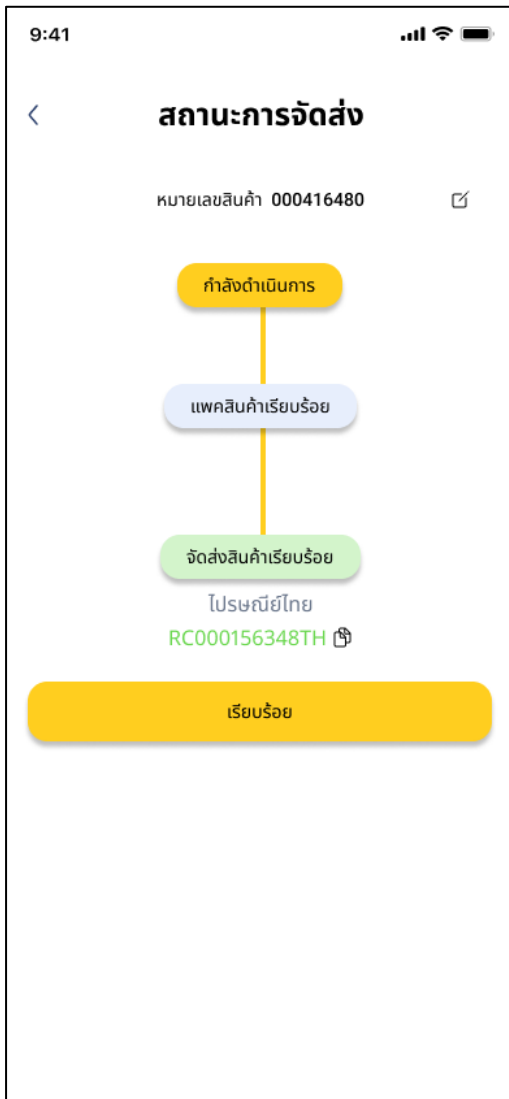 9:41
สถานะการจัดส่ง
หมายเลขสินค้า 000416480
กำลังดำเนินการ
แพคสินค้าเรียบร้อย
จัดส่งสินค้าเรียบร้อย
ไปรษณีย์ไทย
RC000156348TH
เรียบร้อย